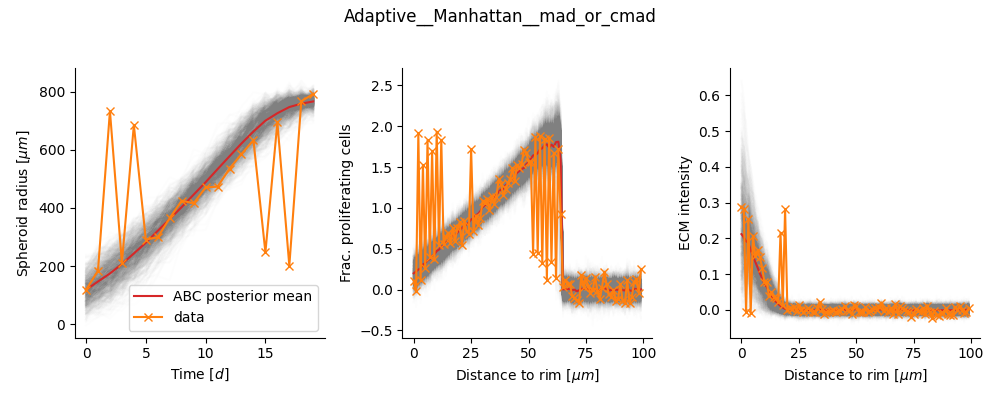 Adaptive__Manhattan__mad_or_cmad
Spheroid radius [μm]
800
600
400
200
0
0 5 10 15
Time [d]
ABC posterior mean
data
Frac. proliferating cells
2.5
2.0
1.5
1.0
0.5
0.0
−0.5
0 25 50 75 100
Distance to rim [μm]
ECM intensity
0.6
0.5
0.4
0.3
0.2
0.1
0.0
0 25 50 75 100
Distance to rim [μm]